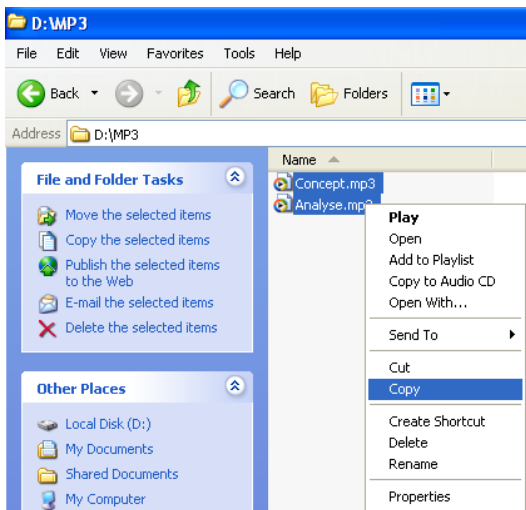 D:\MP3
File Edit View Favorites Tools Help
Back Search Folders
Address D:\MP3
Name
File and Folder Tasks
Move the selected items
Copy the selected items
Publish the selected items
to the Web
E-mail the selected items
Delete the selected items
Other Places
Local Disk (D:)
My Documents
Shared Documents
My Computer
Concept.mp3
Analyse.mp3
Play
Open
Add to Playlist
Copy to Audio CD
Open With...
Send To
Cut
Copy
Create Shortcut
Delete
Rename
Properties